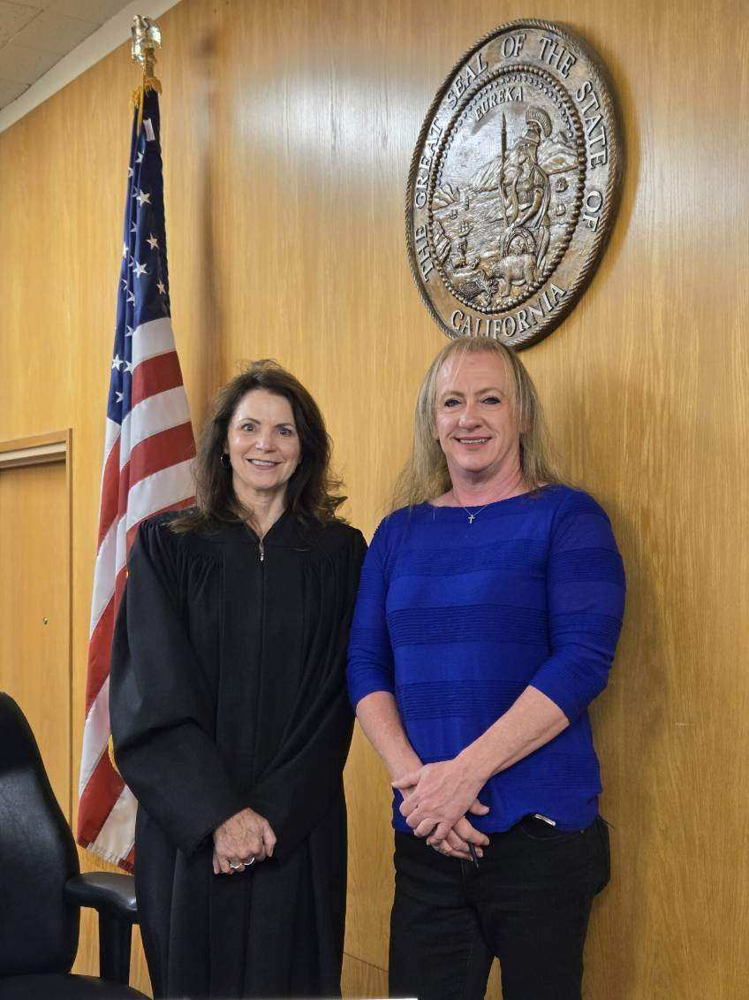 THE GREAT SEAL OF THE STATE OF CALIFORNIA
EUREKA